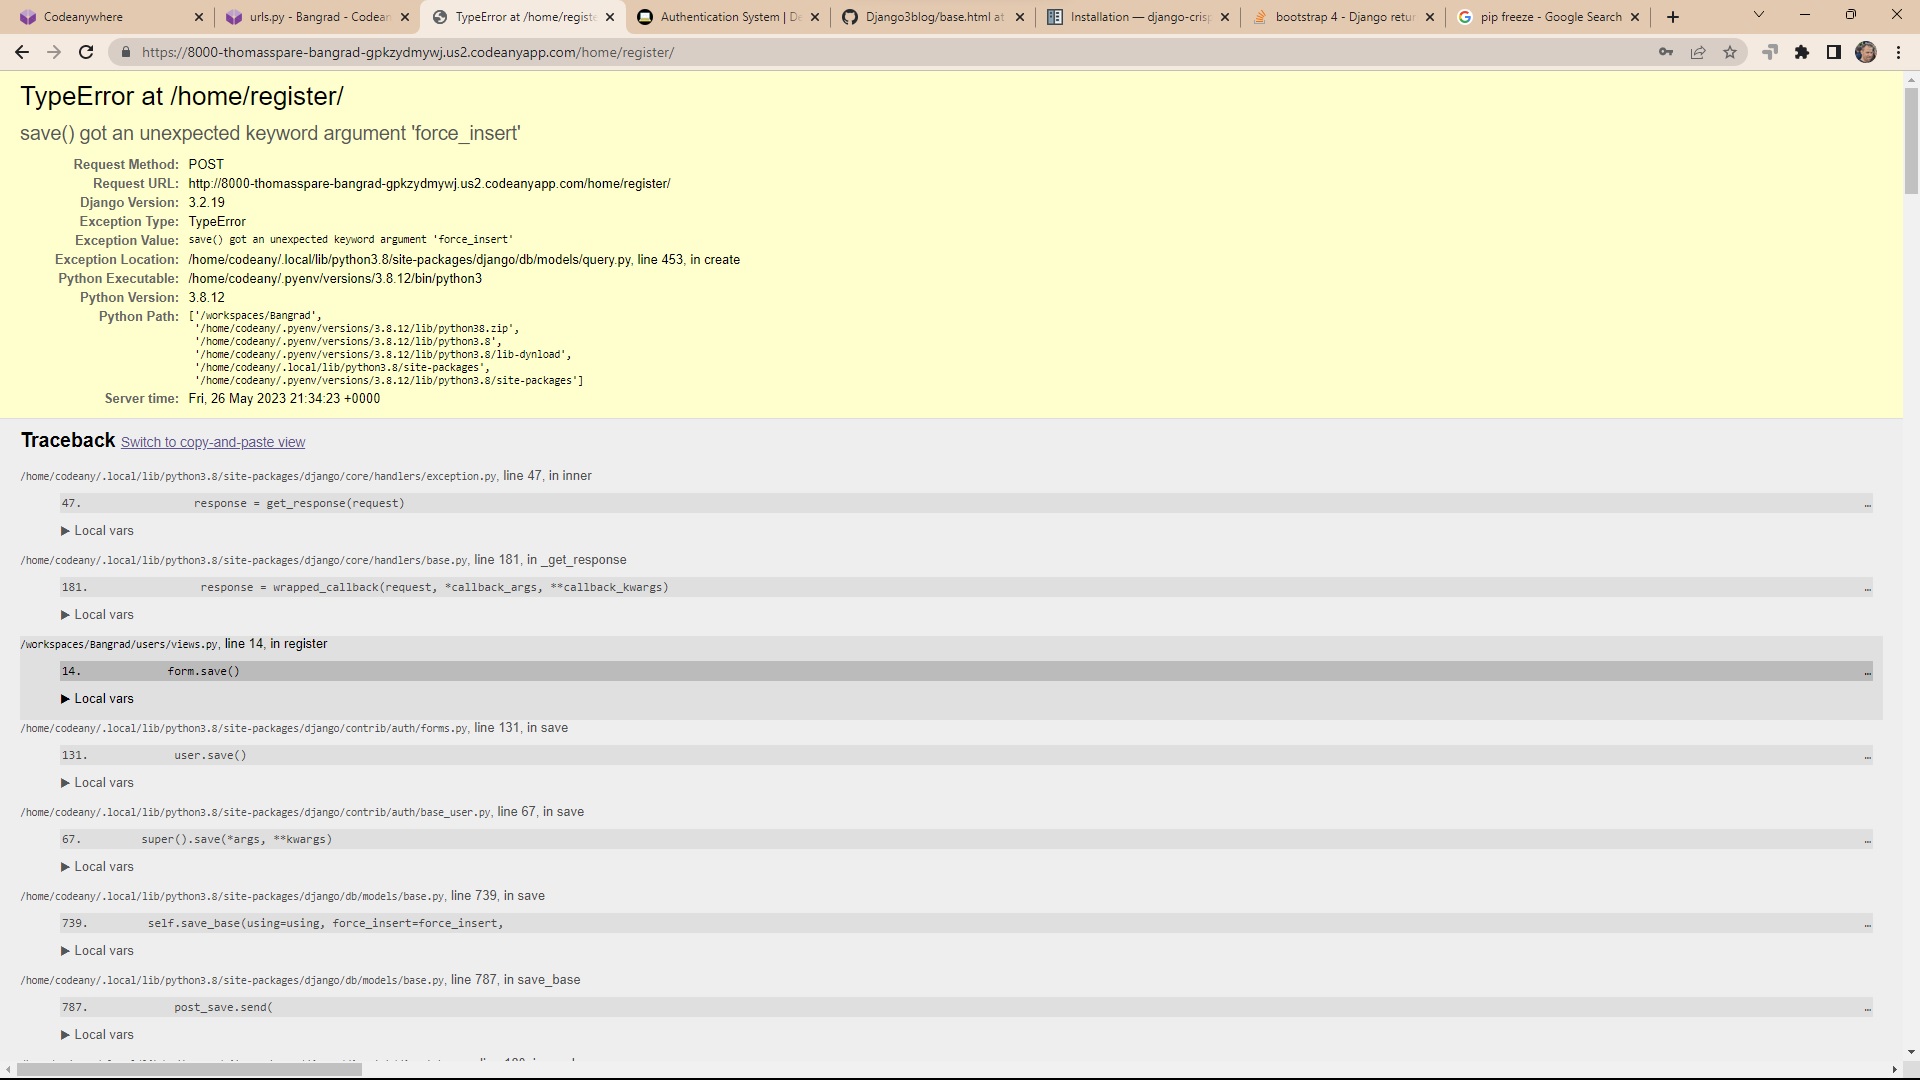 Codeanywhere
urls.py - Bangrad - Codean
TypeError at /home/registe
Authentication System | De
Django3blog/base.html at
Installation — django-crisp
bootstrap 4 - Django retur
pip freeze - Google Search
https://8000-thomasspare-bangrad-gpkzydmywj.us2.codeanyapp.com/home/register/
TypeError at /home/register/
save() got an unexpected keyword argument 'force_insert'
Request Method: POST
Request URL: http://8000-thomasspare-bangrad-gpkzydmywj.us2.codeanyapp.com/home/register/
Django Version: 3.2.19
Exception Type: TypeError
Exception Value: save() got an unexpected keyword argument 'force_insert'
Exception Location: /home/codeany/.local/lib/python3.8/site-packages/django/db/models/query.py, line 453, in create
Python Executable: /home/codeany/.pyenv/versions/3.8.12/bin/python3
Python Version: 3.8.12
Python Path: ['/workspaces/Bangrad',
'/home/codeany/.pyenv/versions/3.8.12/lib/python38.zip',
'/home/codeany/.pyenv/versions/3.8.12/lib/python3.8',
'/home/codeany/.pyenv/versions/3.8.12/lib/python3.8/lib-dynload',
'/home/codeany/.local/lib/python3.8/site-packages',
'/home/codeany/.pyenv/versions/3.8.12/lib/python3.8/site-packages']
Server time: Fri, 26 May 2023 21:34:23 +0000
Traceback Switch to copy-and-paste view
/home/codeany/.local/lib/python3.8/site-packages/django/core/handlers/exception.py, line 47, in inner
47. response = get_response(request) …
▶ Local vars
/home/codeany/.local/lib/python3.8/site-packages/django/core/handlers/base.py, line 181, in _get_response
181. response = wrapped_callback(request, *callback_args, **callback_kwargs) …
▶ Local vars
/workspaces/Bangrad/users/views.py, line 14, in register
14. form.save() …
▶ Local vars
/home/codeany/.local/lib/python3.8/site-packages/django/contrib/auth/forms.py, line 131, in save
131. user.save() …
▶ Local vars
/home/codeany/.local/lib/python3.8/site-packages/django/contrib/auth/base_user.py, line 67, in save
67. super().save(*args, **kwargs) …
▶ Local vars
/home/codeany/.local/lib/python3.8/site-packages/django/db/models/base.py, line 739, in save
739. self.save_base(using=using, force_insert=force_insert, …
▶ Local vars
/home/codeany/.local/lib/python3.8/site-packages/django/db/models/base.py, line 787, in save_base
787. post_save.send( …
▶ Local vars